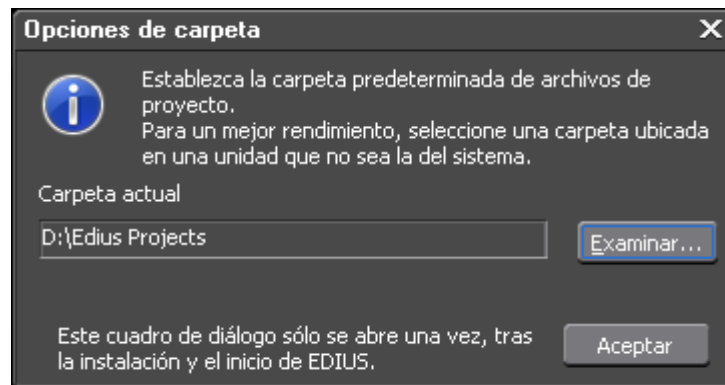 Opciones de carpeta
Establezca la carpeta predeterminada de archivos de
proyecto.
Para un mejor rendimiento, seleccione una carpeta ubicada
en una unidad que no sea la del sistema.
Carpeta actual
D:\Edius Projects
Examinar...
Este cuadro de diálogo sólo se abre una vez, tras
la instalación y el inicio de EDIUS.
Aceptar